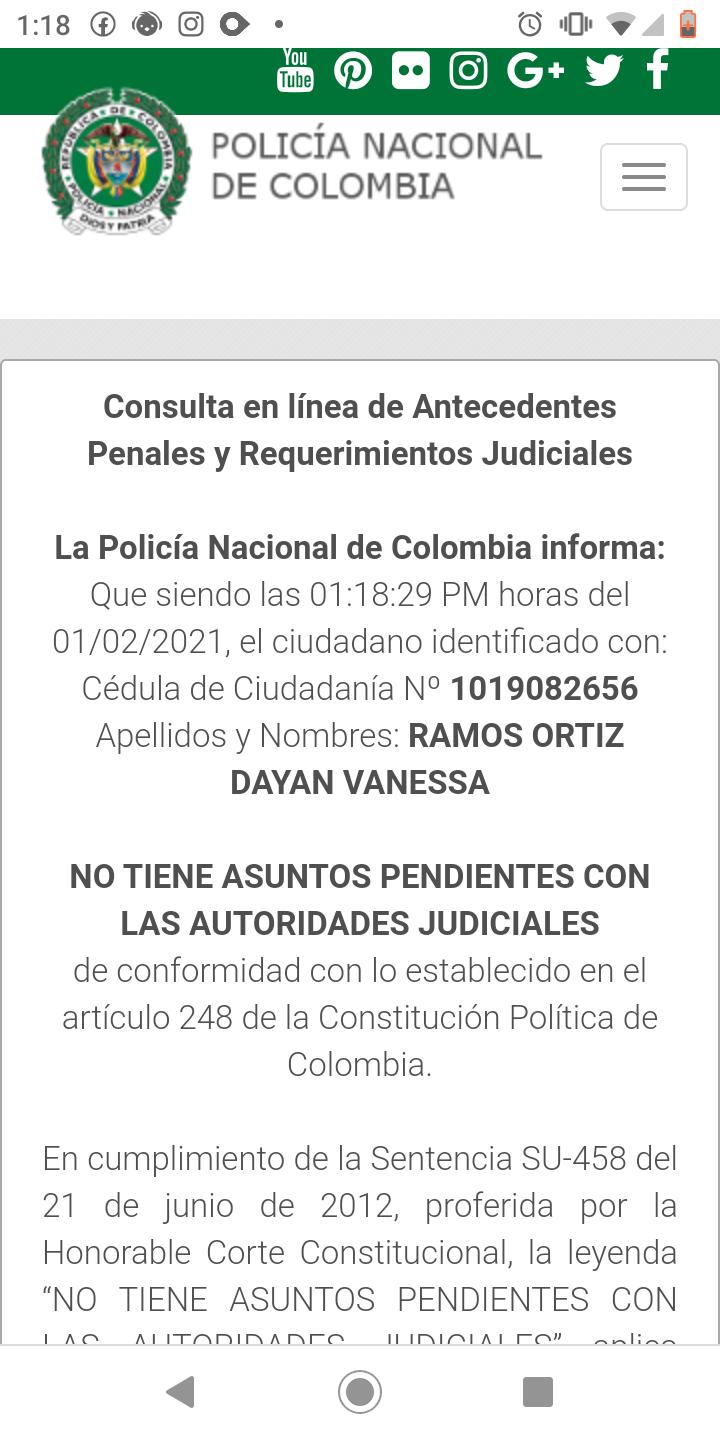 1:18
You
Tube
G+
REPÚBLICA DE COLOMBIA
POLICÍA NACIONAL
DIOS Y PATRIA
POLICÍA NACIONAL
DE COLOMBIA
Consulta en línea de Antecedentes
Penales y Requerimientos Judiciales
La Policía Nacional de Colombia informa:
Que siendo las 01:18:29 PM horas del
01/02/2021, el ciudadano identificado con:
Cédula de Ciudadanía Nº 1019082656
Apellidos y Nombres: RAMOS ORTIZ
DAYAN VANESSA
NO TIENE ASUNTOS PENDIENTES CON
LAS AUTORIDADES JUDICIALES
de conformidad con lo establecido en el
artículo 248 de la Constitución Política de
Colombia.
En cumplimiento de la Sentencia SU-458 del
21 de junio de 2012, proferida por la
Honorable Corte Constitucional, la leyenda
“NO TIENE ASUNTOS PENDIENTES CON
LAS AUTORIDADES JUDICIALES” aplica